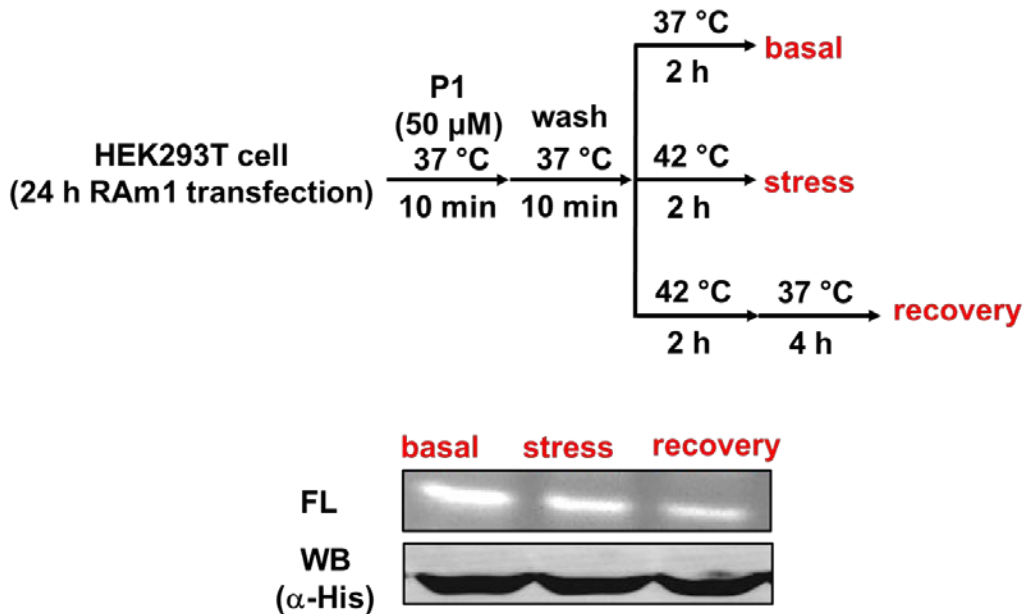 37 °C
basal
2 h
P1
(50 µM)
wash
HEK293T cell
(24 h RAm1 transfection)
37 °C
37 °C
10 min
10 min
42 °C
stress
2 h
42 °C
37 °C
recovery
2 h
4 h
basal
stress
recovery
FL
WB
(α-His)